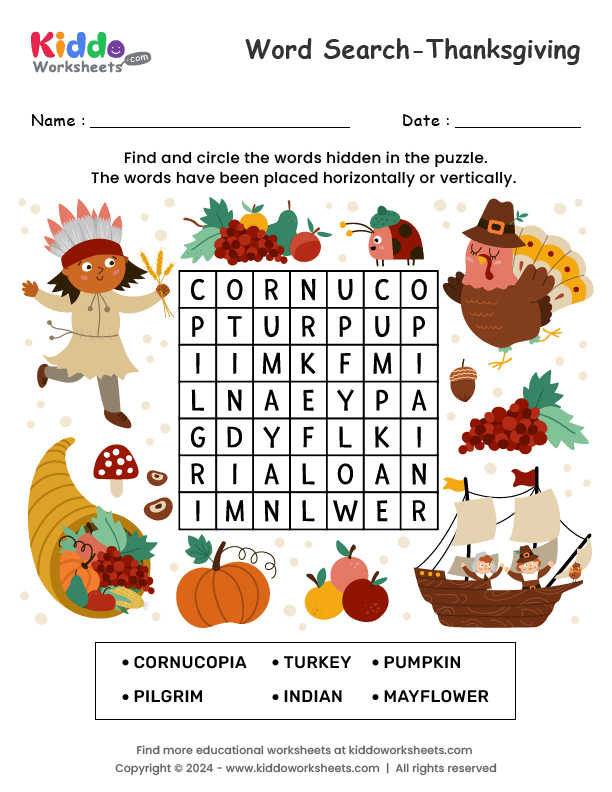 Kiddo
Worksheets.com
Word Search-Thanksgiving
Name :
Date :
Find and circle the words hidden in the puzzle.
The words have been placed horizontally or vertically.
C O R N U C O
P T U R P U P
I I M K F M I
L N A E Y P A
G D Y F L K I
R I A L O A N
I M N L W E R
• CORNUCOPIA • TURKEY • PUMPKIN
• PILGRIM • INDIAN • MAYFLOWER
Find more educational worksheets at kiddoworksheets.com
Copyright © 2024 - www.kiddoworksheets.com | All rights reserved